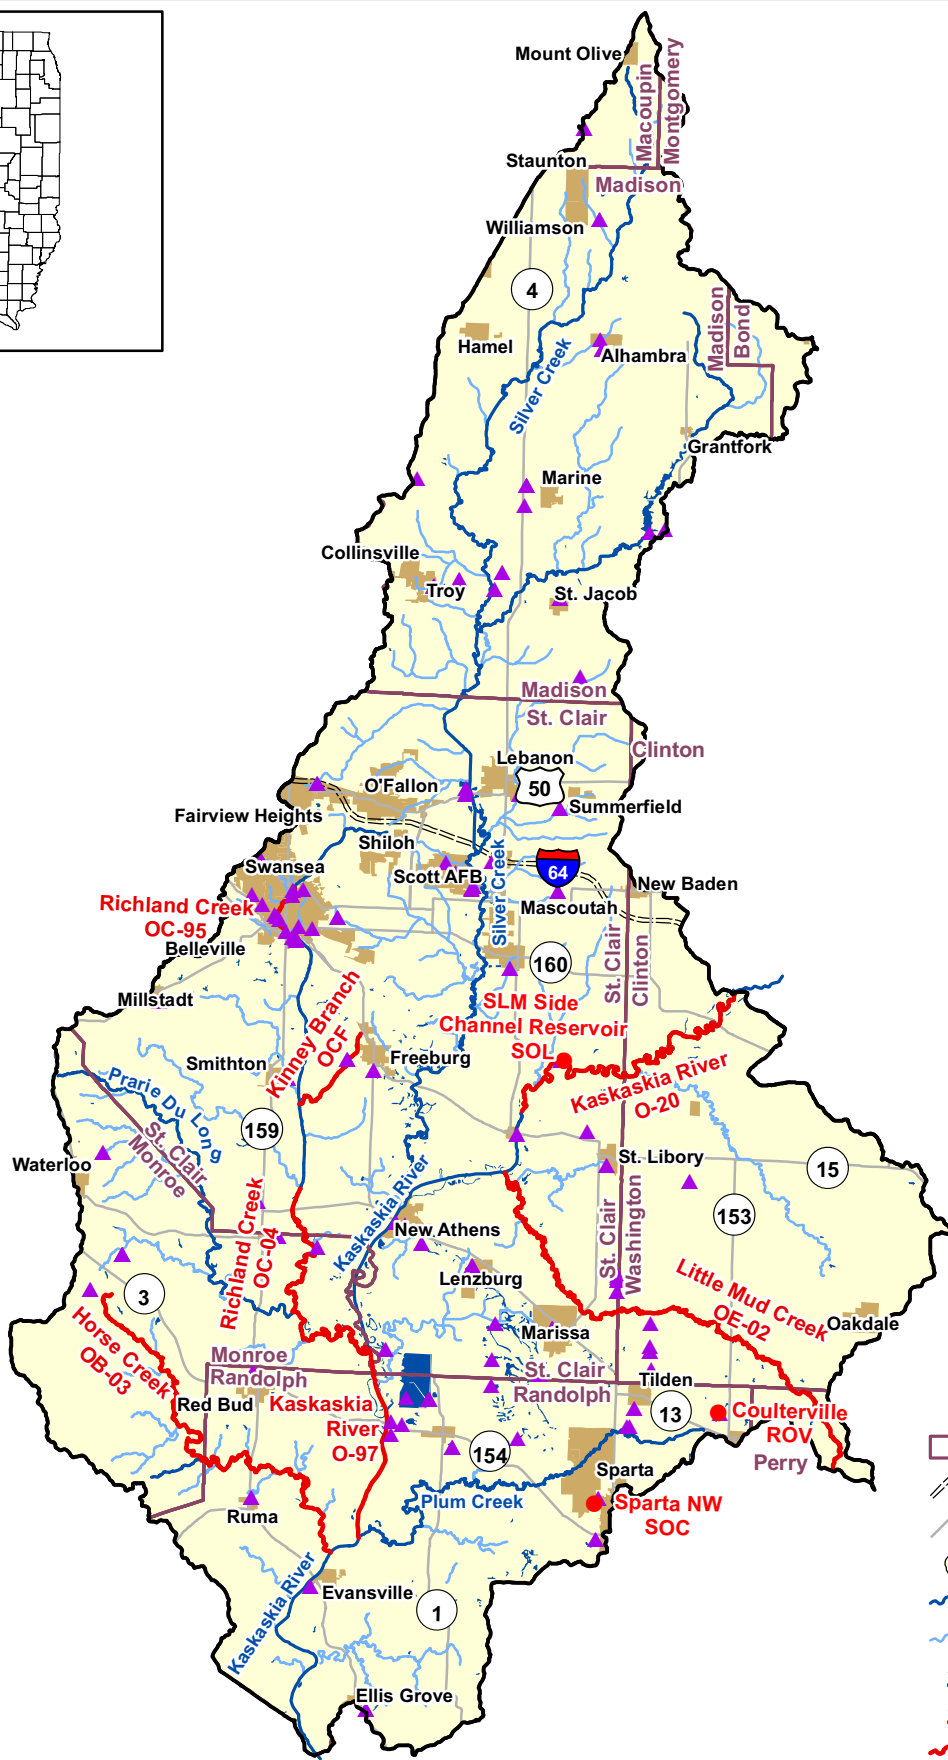 Mount Olive
Macoupin
Montgomery
Staunton
Madison
Williamson
4
Madison
Bond
Hamel
Alhambra
Silver Creek
Grantfork
Marine
Collinsville
Troy
St. Jacob
Madison
St. Clair
Clinton
Lebanon
O'Fallon
50
Summerfield
Fairview Heights
Shiloh
Swansea
Scott AFB
64
New Baden
Silver Creek
Mascoutah
Richland Creek
OC-95
Belleville
160
St. Clair
Clinton
Millstadt
SLM Side
Channel Reservoir
SOL
Kinney Branch
OCF
Smithton
Freeburg
Kaskaskia River
O-20
Prarie Du Long
159
St. Clair
Monroe
Waterloo
St. Libory
15
153
Kaskaskia River
New Athens
St. Clair
Washington
Richland Creek
OC-04
Lenzburg
3
Little Mud Creek
OE-02
Oakdale
Horse Creek
OB-03
Marissa
Monroe
Randolph
St. Clair
Randolph
Tilden
Red Bud
Kaskaskia
River
O-97
13
Coulterville
ROV
Perry
154
Sparta
Plum Creek
Sparta NW
SOC
Ruma
Kaskaskia River
Evansville
1
Ellis Grove